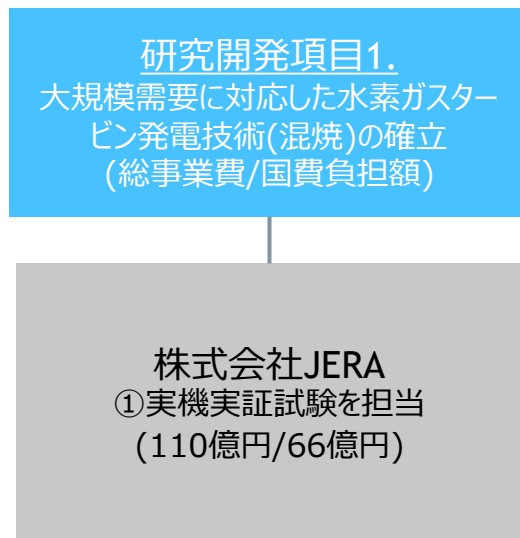 研究開発項目1.
大規模需要に対応した水素ガスター
ビン発電技術(混焼)の確立
(総事業費/国費負担額)
株式会社JERA
①実機実証試験を担当
(110億円/66億円)